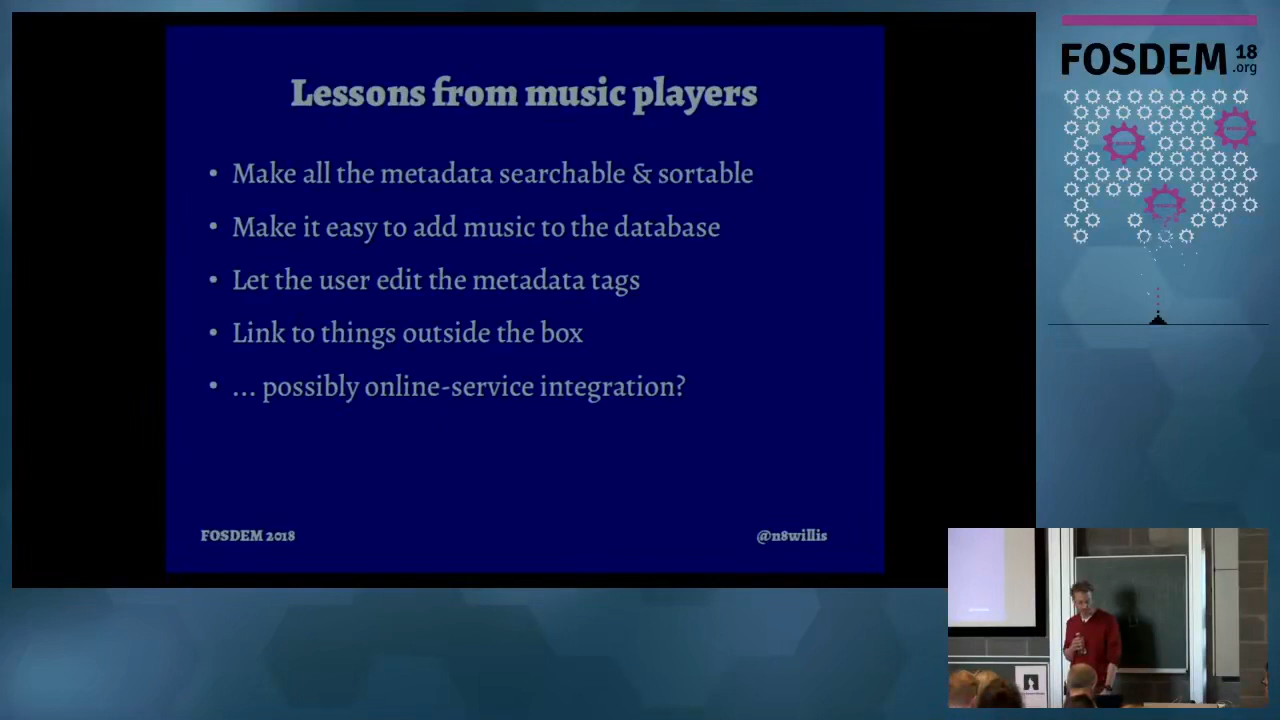 Lessons from music players
• Make all the metadata searchable & sortable
• Make it easy to add music to the database
• Let the user edit the metadata tags
• Link to things outside the box
• ... possibly online-service integration?
FOSDEM 2018
@n8willis
FOSDEM 18
.org